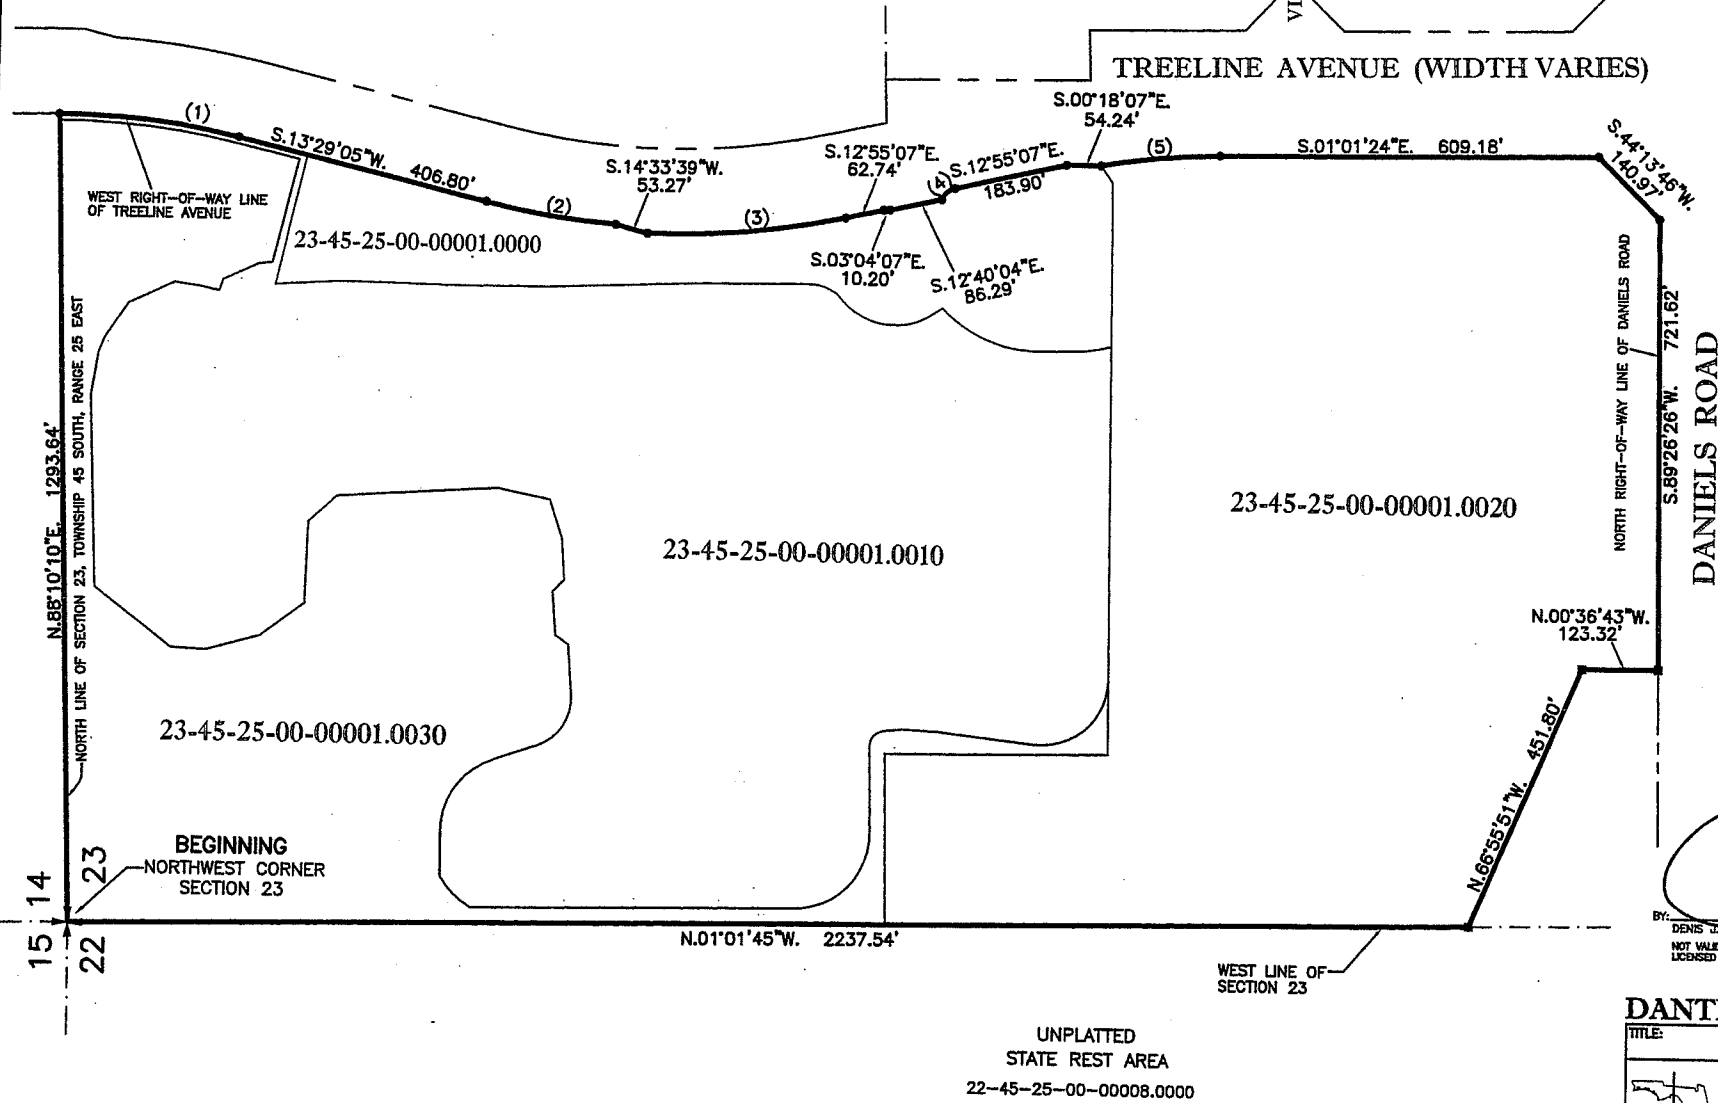 VI
TREELINE AVENUE (WIDTH VARIES)
S.00°18'07"E.
54.24'
(1)
S.13°29'05"W. 406.80'
WEST RIGHT-OF-WAY LINE
OF TREELINE AVENUE
(2)
S.14°33'39"W.
53.27'
(3)
S.12°55'07"E.
62.74'
(4)
S.12°55'07"E.
183.90'
(5)
S.01°01'24"E. 609.18'
S.44°13'46"W.
140.97'
23-45-25-00-00001.0000
S.03°04'07"E.
10.20'
S.12°40'04"E.
86.29'
NORTH RIGHT-OF-WAY LINE OF DANIELS ROAD
S.89°26'26"W. 721.62'
DANIELS ROAD
N.88°10'10"E. 1293.64'
NORTH LINE OF SECTION 23, TOWNSHIP 45 SOUTH, RANGE 25 EAST
23-45-25-00-00001.0020
23-45-25-00-00001.0010
N.00°36'43"W.
123.32'
23-45-25-00-00001.0030
N.66°55'51"W. 451.80'
BEGINNING
NORTHWEST CORNER
SECTION 23
14
23
15
22
N.01°01'45"W. 2237.54'
WEST LINE OF
SECTION 23
BY:
DENIS
NOT
LICENSED
UNPLATTED
STATE REST AREA
22-45-25-00-00008.0000
DANT
TITLE: